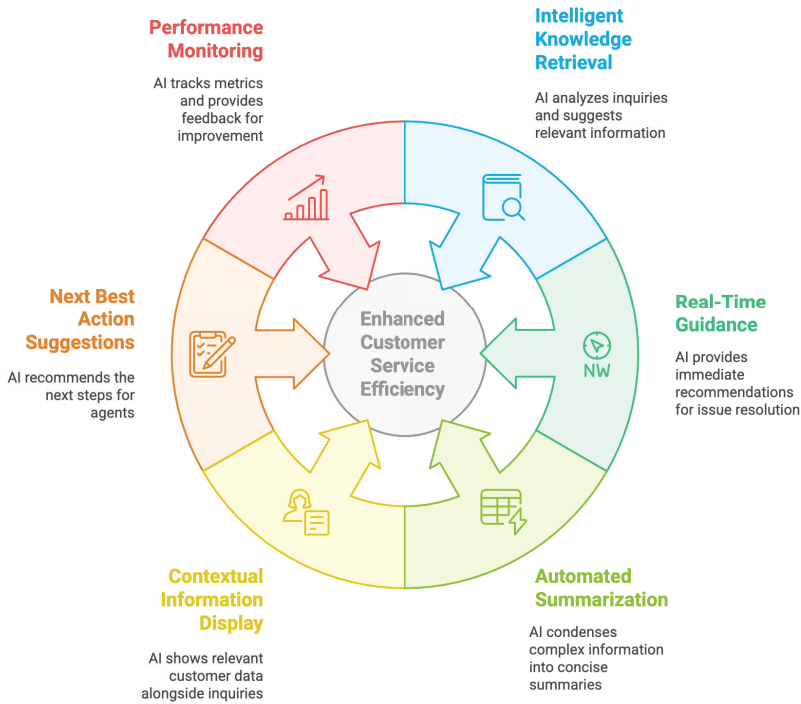 Performance
Monitoring
AI tracks metrics
and provides
feedback for
improvement
Intelligent
Knowledge
Retrieval
AI analyzes inquiries
and suggests
relevant information
Next Best
Action
Suggestions
AI recommends the
next steps for
agents
Enhanced
Customer
Service
Efficiency
NW
Real-Time
Guidance
AI provides
immediate
recommendations
for issue resolution
Contextual
Information
Display
AI shows relevant
customer data
alongside inquiries
Automated
Summarization
AI condenses
complex information
into concise
summaries